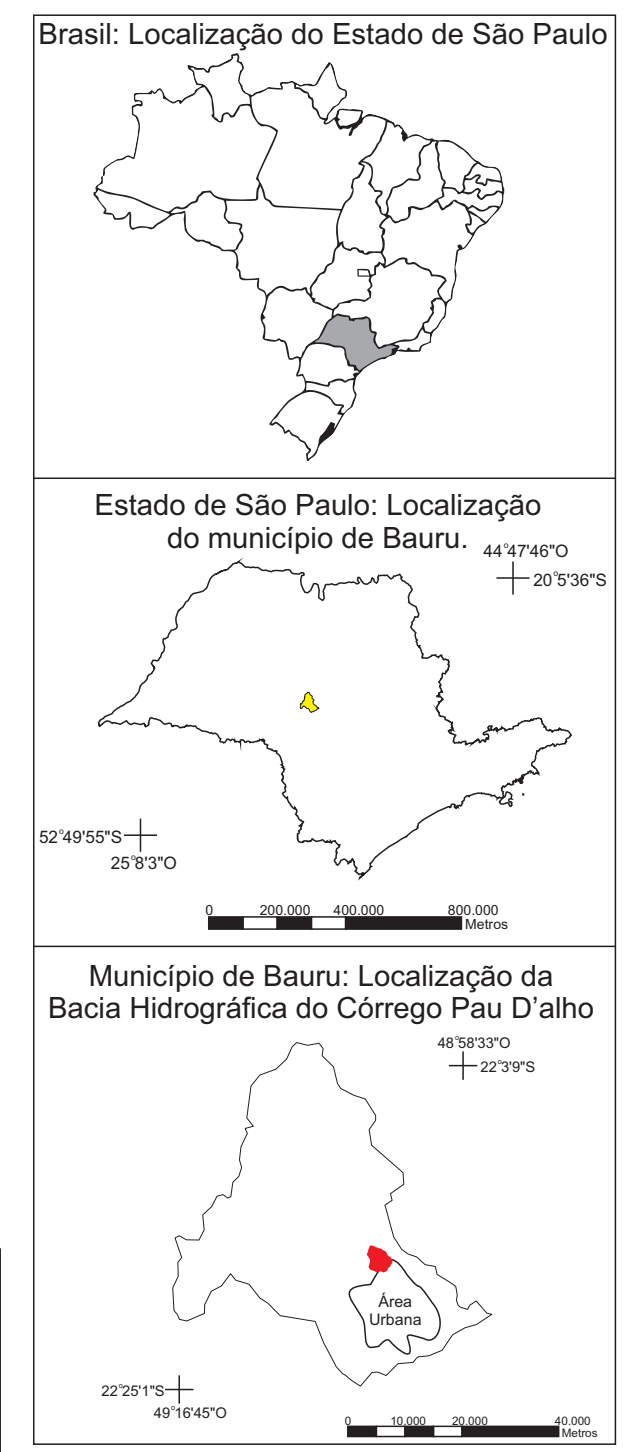 Brasil: Localização do Estado de São Paulo
Estado de São Paulo: Localização
do município de Bauru.
44°47'46"O
20°5'36"S
52°49'55"S
25°8'3"O
0 200.000 400.000 800.000
Metros
Município de Bauru: Localização da
Bacia Hidrográfica do Córrego Pau D'alho
48°58'33"O
22°3'9"S
Área
Urbana
22°25'1"S
49°16'45"O
0 10.000 20.000 40.000
Metros